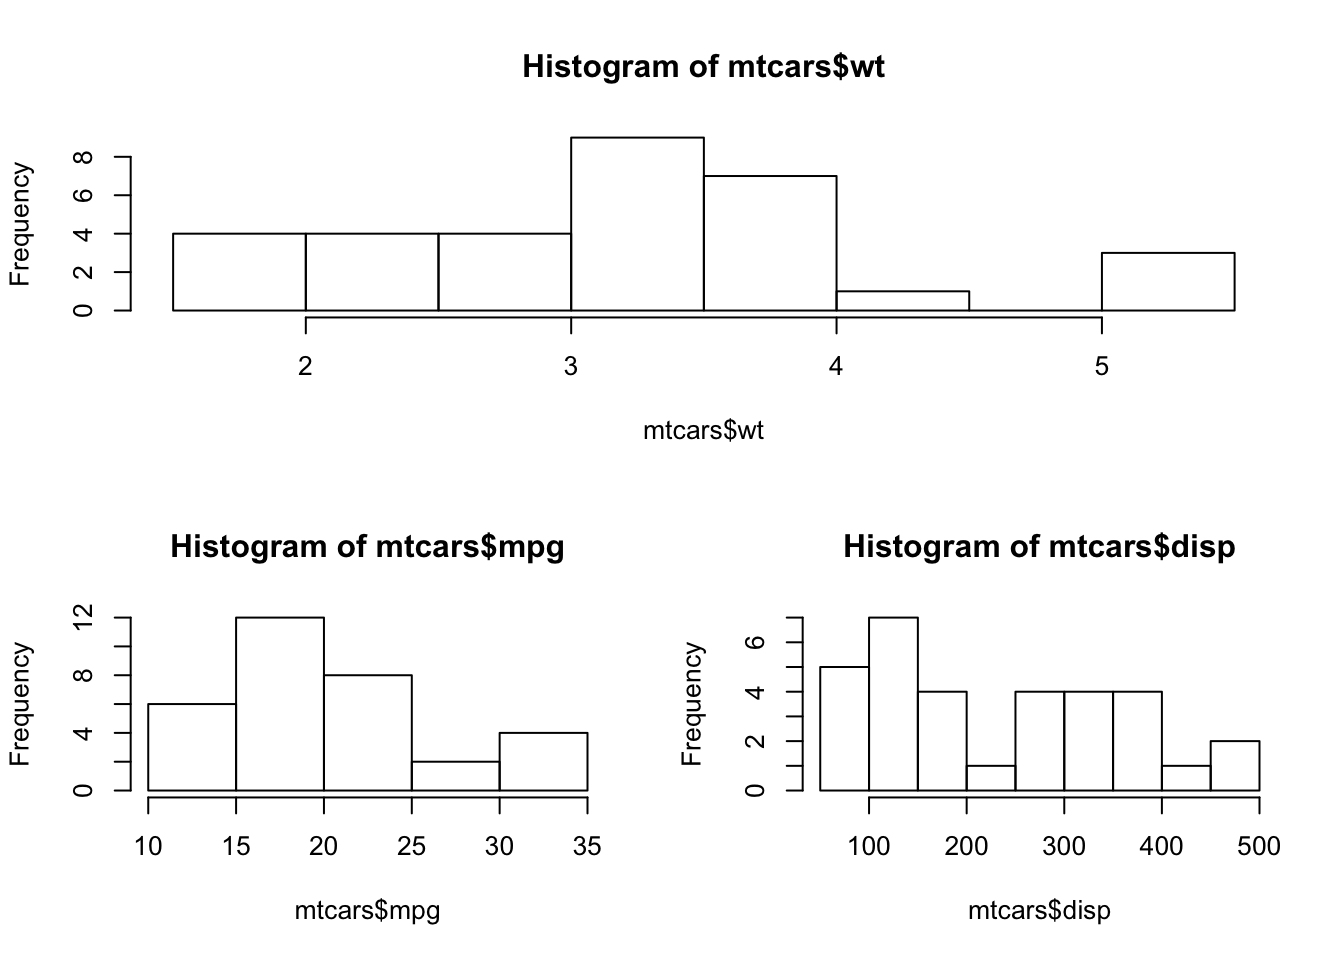 Histogram of mtcars$wt
Frequency
8
6
4
2
0
2 3 4 5
mtcars$wt
Histogram of mtcars$mpg
Frequency
12
8
4
0
10 15 20 25 30 35
mtcars$mpg
Histogram of mtcars$disp
Frequency
6
4
2
0
100 200 300 400 500
mtcars$disp